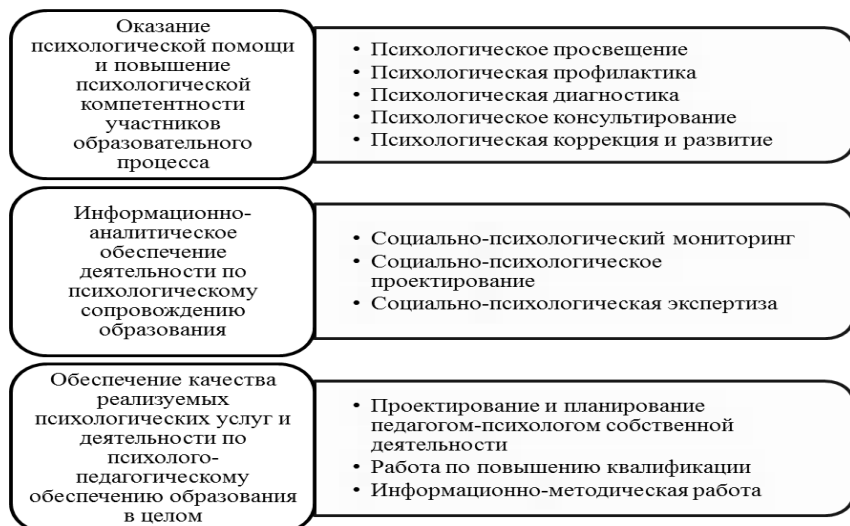 Оказание
психологической помощи
и повышение
психологической
компетентности
участников
образовательного
процесса
• Психологическое просвещение
• Психологическая профилактика
• Психологическая диагностика
• Психологическое консультирование
• Психологическая коррекция и развитие
Информационно-
аналитическое
обеспечение
деятельности по
психологическому
сопровождению
образования
• Социально-психологический мониторинг
• Социально-психологическое
проектирование
• Социально-психологическая экспертиза
Обеспечение качества
реализуемых
психологических услуг и
деятельности по
психолого-
педагогическому
обеспечению образования
в целом
• Проектирование и планирование
педагогом-психологом собственной
деятельности
• Работа по повышению квалификации
• Информационно-методическая работа